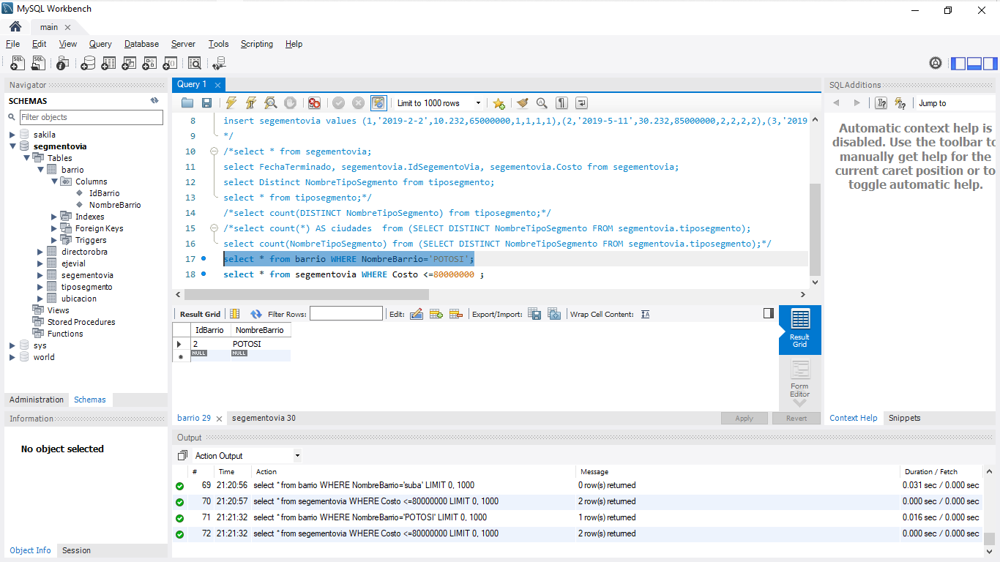 MySQL Workbench
main
File Edit View Query Database Server Tools Scripting Help
Navigator
SCHEMAS
Filter objects
sakila
segmentovia
Tables
barrio
Columns
IdBarrio
NombreBarrio
Indexes
Foreign Keys
Triggers
directorobra
ejevial
segementovia
tiposegmento
ubicacion
Views
Stored Procedures
Functions
sys
world
Administration Schemas
Information
No object selected
Object Info Session
Query 1
Limit to 1000 rows
8 insert segementovia values (1,'2019-2-2',10.232,65000000,1,1,1,1),(2,'2019-5-11',30.232,85000000,2,2,2,2),(3,'2019
9 */
10 /*select * from segementovia;
11 select FechaTerminado, segementovia.IdSegementoVia, segementovia.Costo from segementovia;
12 select Distinct NombreTipoSegmento from tiposegmento;
13 select * from tiposegmento;*/
14 /*select count(DISTINCT NombreTipoSegmento) from tiposegmento;*/
15 /*select count(*) AS ciudades from (SELECT DISTINCT NombreTipoSegmento FROM segmentovia.tiposegmento);
16 select count(NombreTipoSegmento) from (SELECT DISTINCT NombreTipoSegmento FROM segmentovia.tiposegmento);*/
17 select * from barrio WHERE NombreBarrio='POTOSI';
18 select * from segementovia WHERE Costo <=80000000 ;
Result Grid Filter Rows: Edit: Export/Import: Wrap Cell Content:
IdBarrio NombreBarrio
2 POTOSI
NULL NULL
Result Grid
Form Editor
barrio 29 segementovia 30 Apply Revert
Output
Action Output
# Time Action Message Duration / Fetch
69 21:20:56 select * from barrio WHERE NombreBarrio='suba' LIMIT 0, 1000 0 row(s) returned 0.031 sec / 0.000 sec
70 21:20:57 select * from segementovia WHERE Costo <=80000000 LIMIT 0, 1000 2 row(s) returned 0.000 sec / 0.000 sec
71 21:21:32 select * from barrio WHERE NombreBarrio='POTOSI' LIMIT 0, 1000 1 row(s) returned 0.016 sec / 0.000 sec
72 21:21:32 select * from segementovia WHERE Costo <=80000000 LIMIT 0, 1000 2 row(s) returned 0.000 sec / 0.000 sec
SQLAdditions
Jump to
Automatic context help is
disabled. Use the toolbar to
manually get help for the
current caret position or to
toggle automatic help.
Context Help Snippets